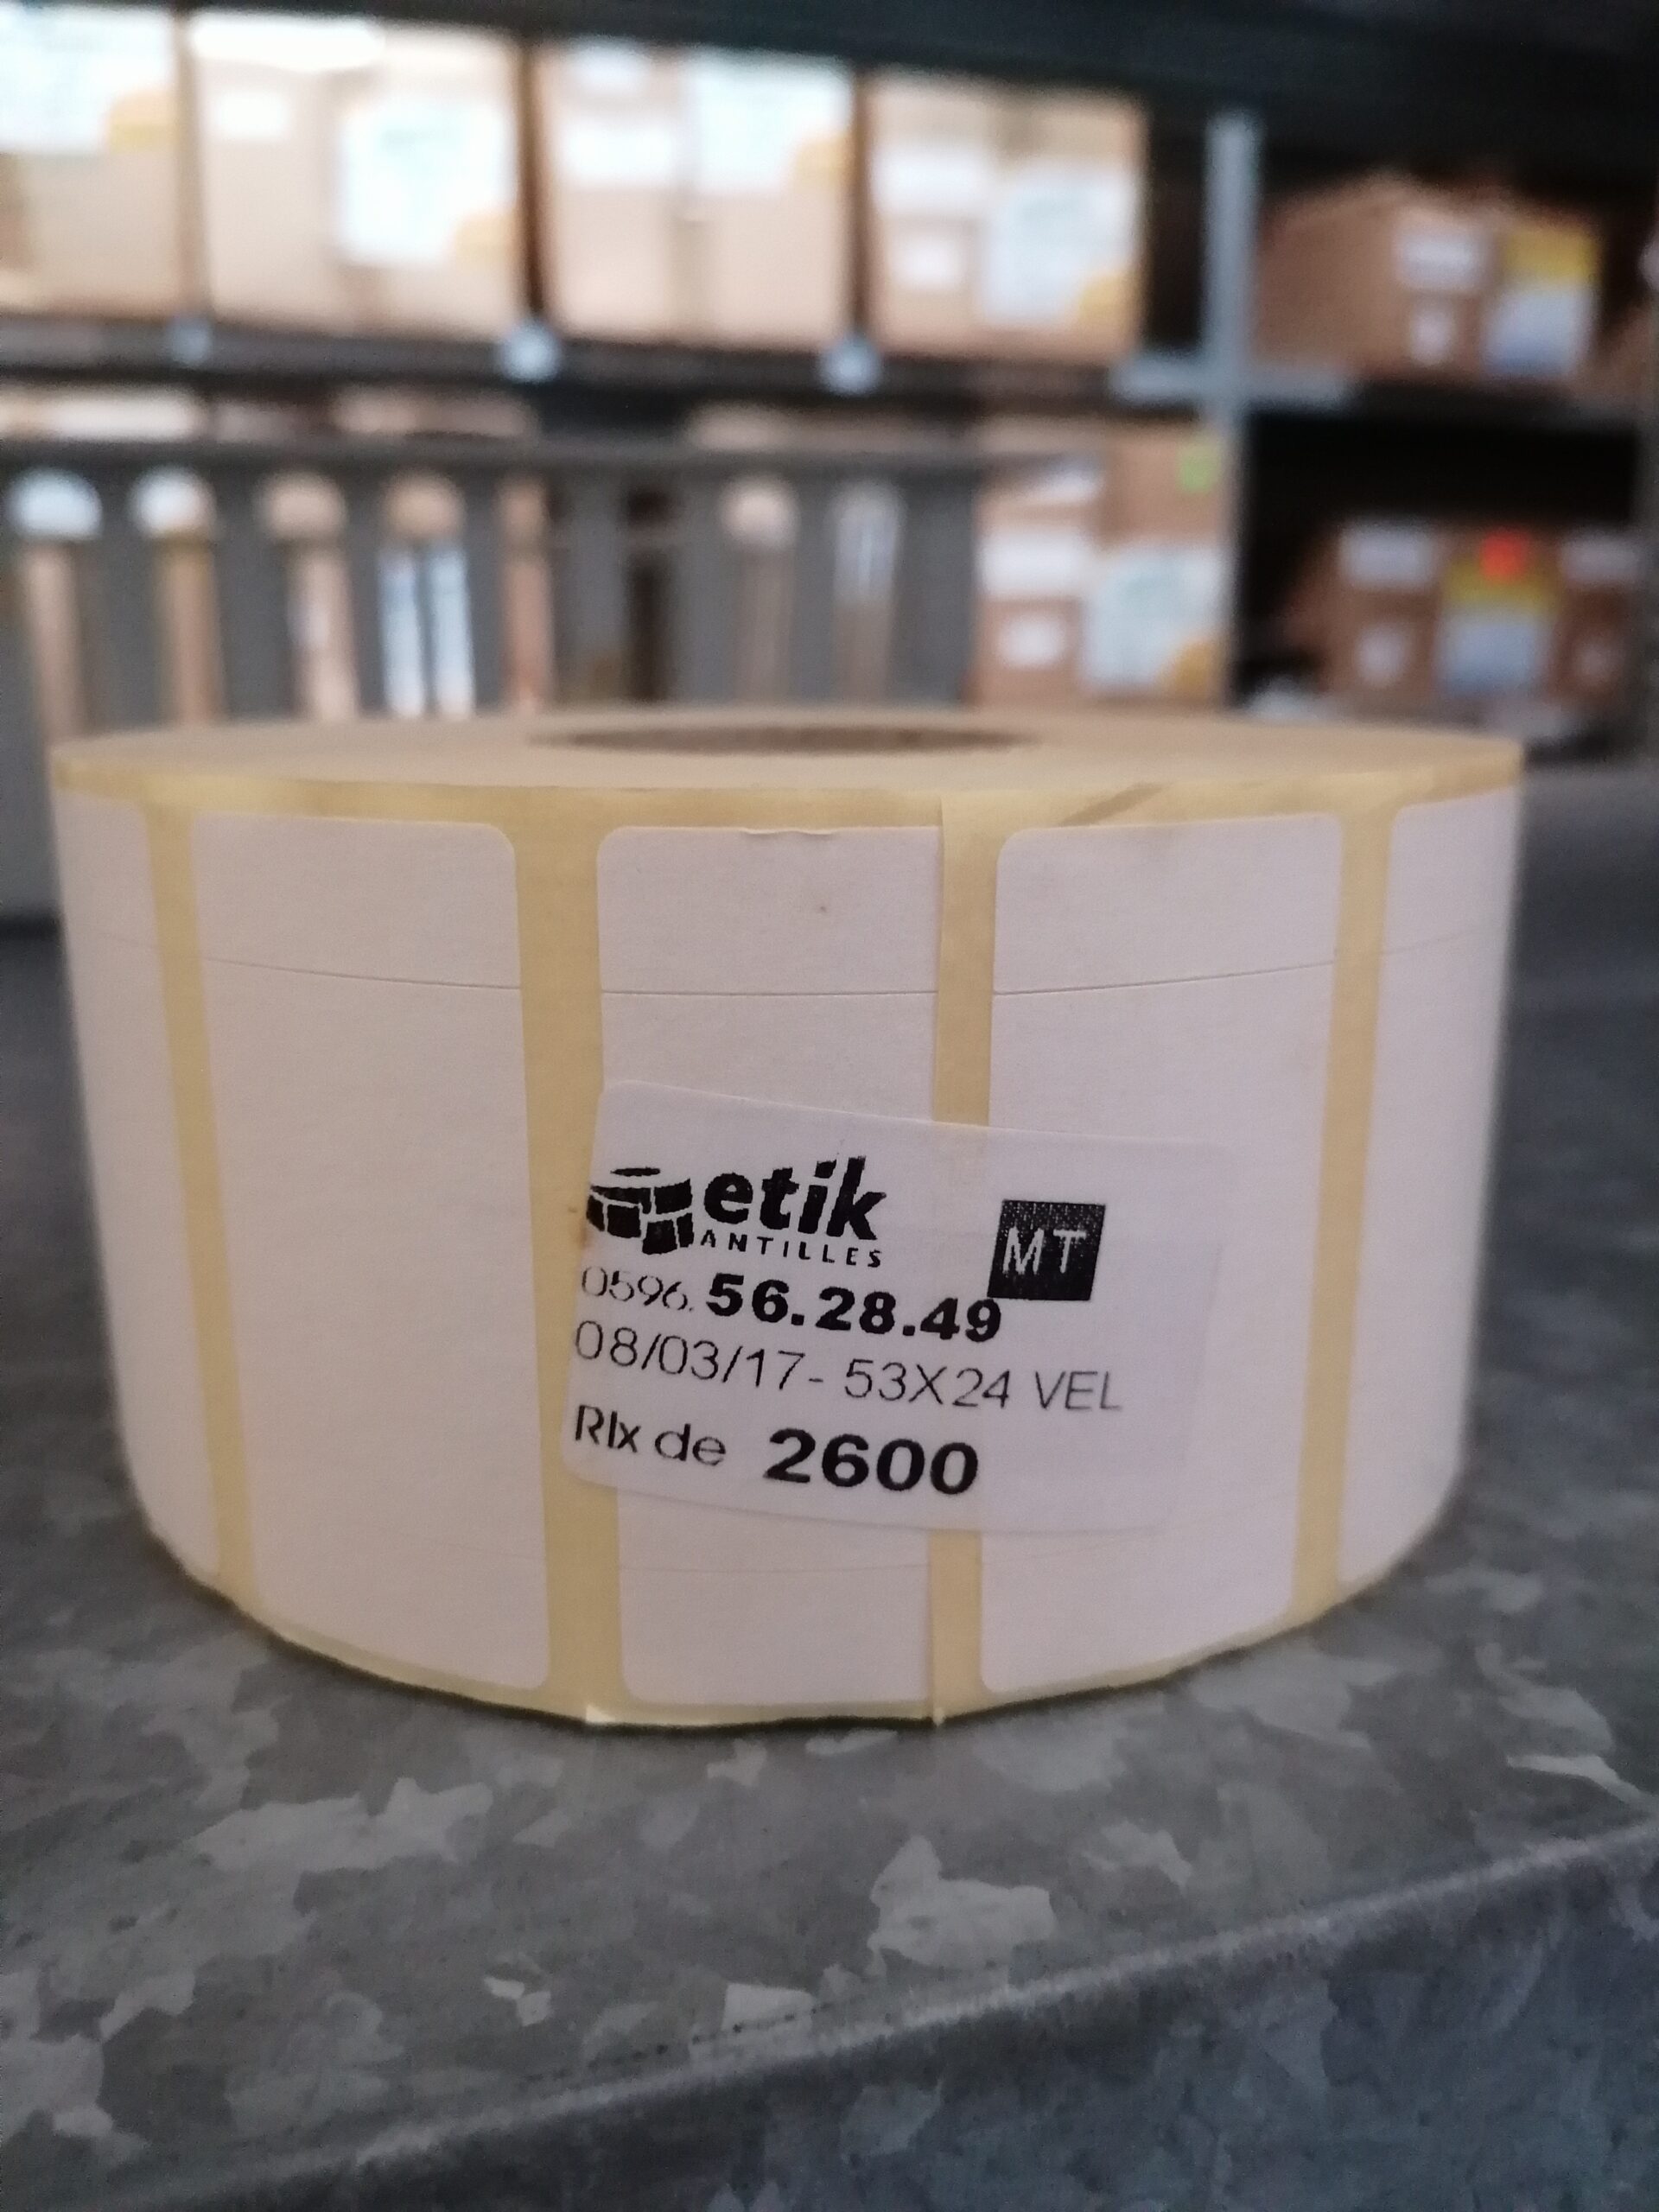 etik
ANTILLES
MT
0596. 56.28.49
08/03/17- 53X24 VEL
Rlx de 2600